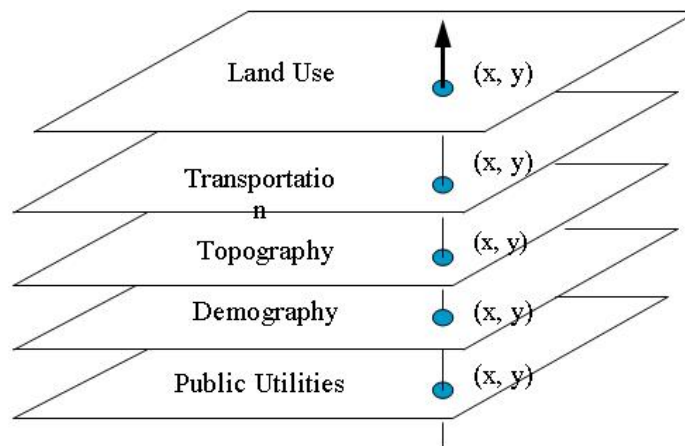 Land Use
(x, y)
Transportatio
n
(x, y)
Topography
(x, y)
Demography
(x, y)
Public Utilities
(x, y)